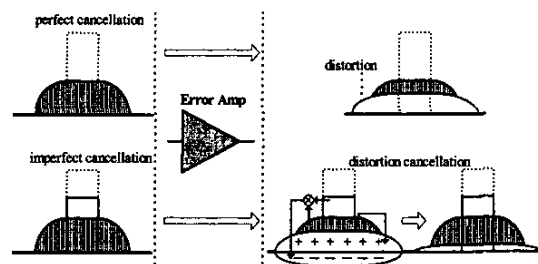 perfect cancellation
distortion
Error Amp
imperfect cancellation
distortion cancellation
+ + + + + +